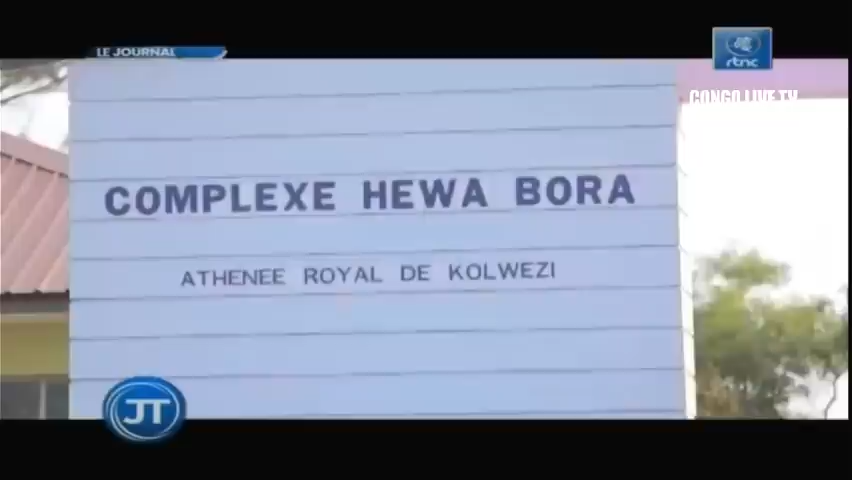 LE JOURNAL
rtnc
CONGO LIVE TV
COMPLEXE HEWA BORA
ATHENEE ROYAL DE KOLWEZI
JT